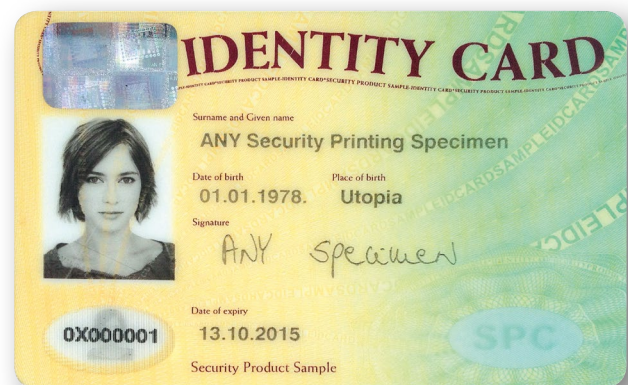 IDENTITY CARD
Surname and Given name
ANY Security Printing Specimen
Date of birth Place of birth
01.01.1978. Utopia
Signature
ANY Specimen
Date of expiry
0X000001 13.10.2015 SPC
Security Product Sample